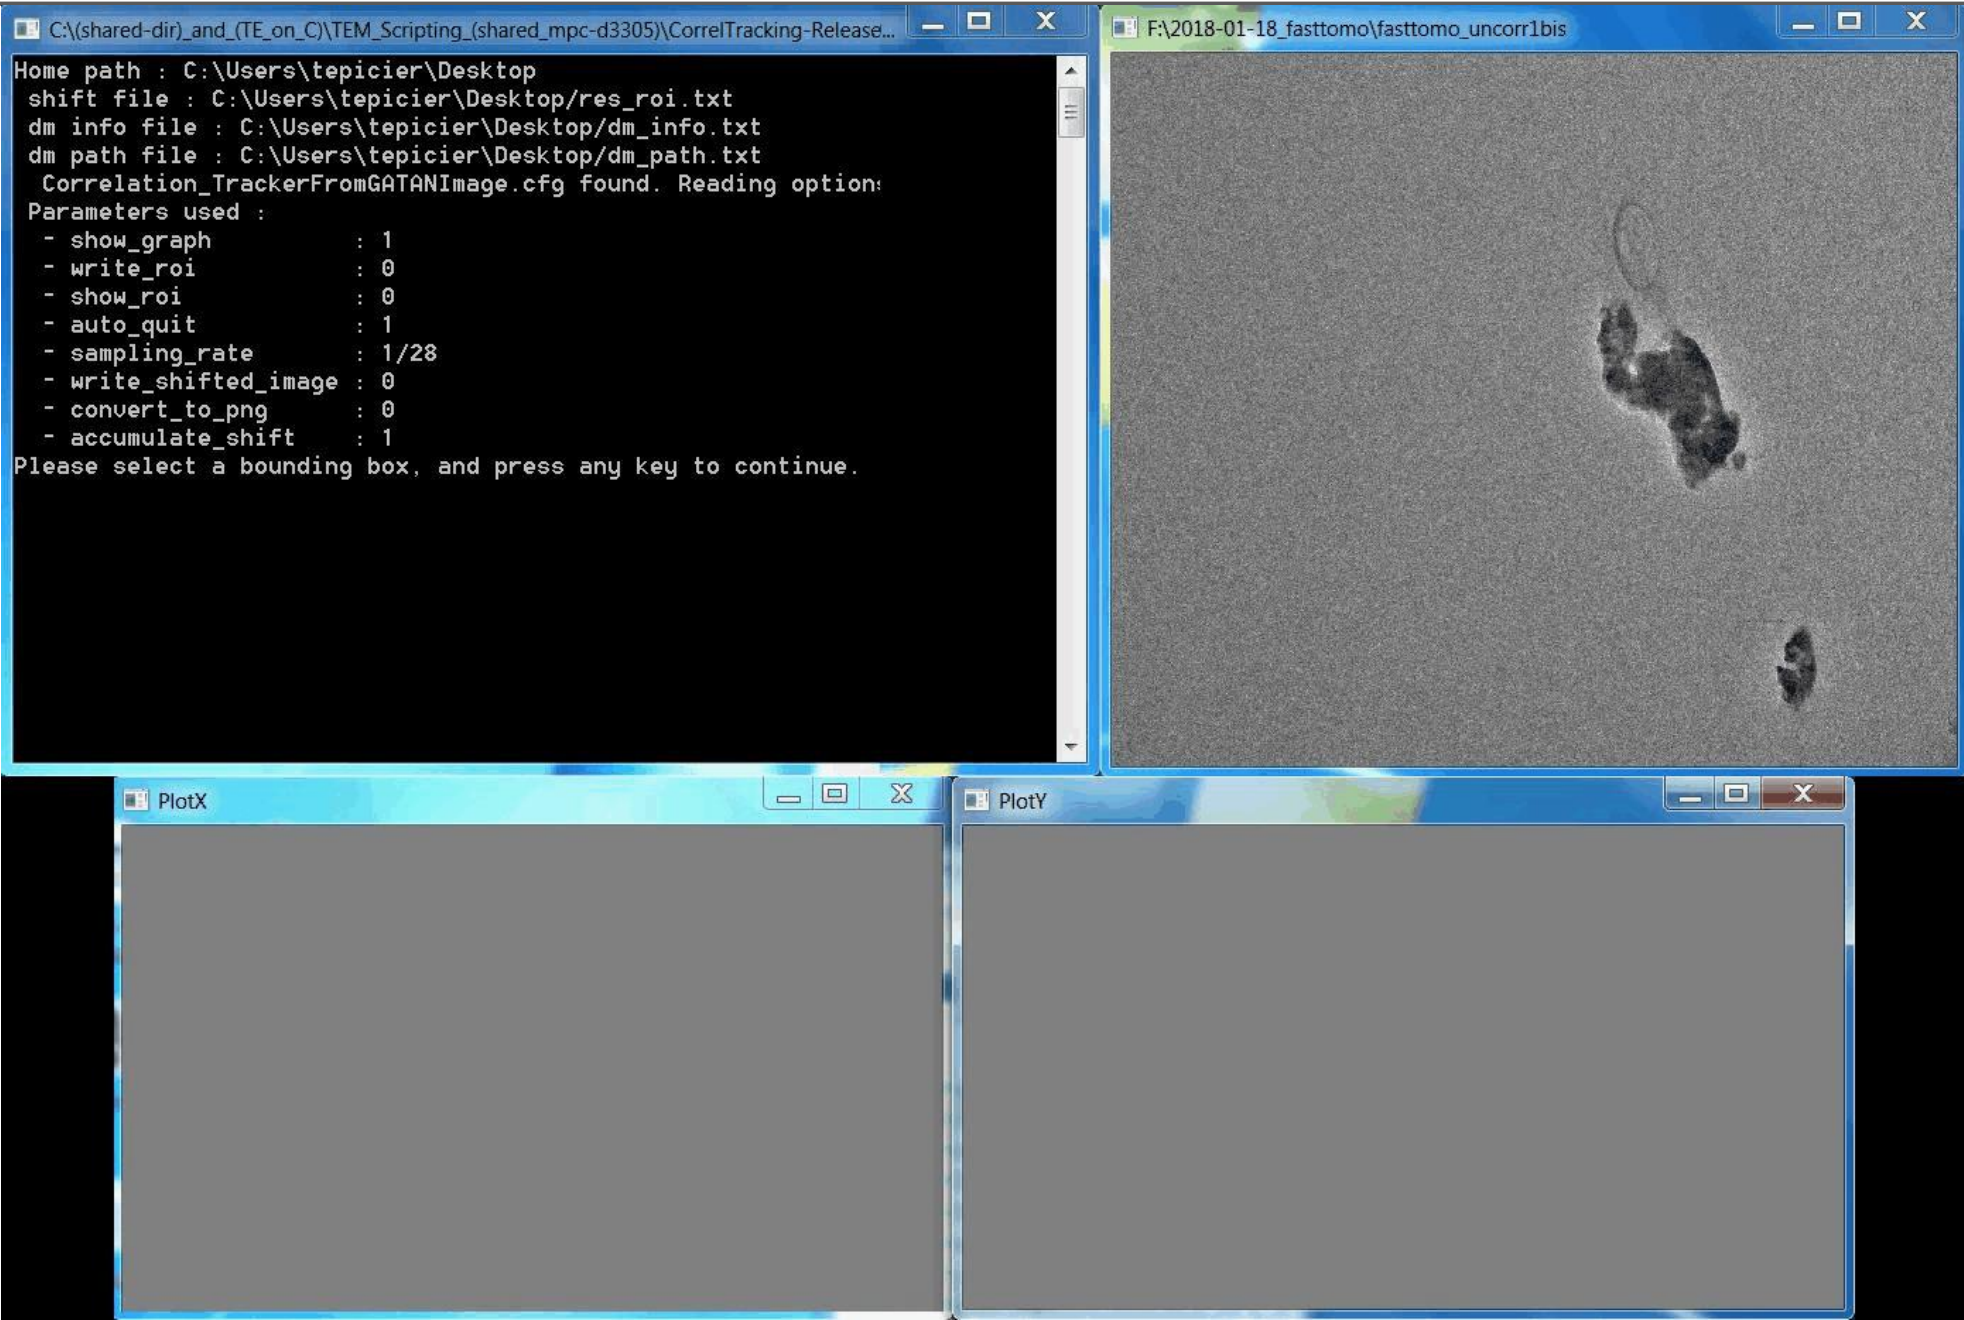 C:\(shared-dir)_and_(TE_on_C)\TEM_Scripting_(shared_mpc-d3305)\CorrelTracking-Release...
Home path : C:\Users\tepicier\Desktop
shift file : C:\Users\tepicier\Desktop/res_roi.txt
dm info file : C:\Users\tepicier\Desktop/dm_info.txt
dm path file : C:\Users\tepicier\Desktop/dm_path.txt
Correlation_TrackerFromGATANImage.cfg found. Reading option
Parameters used :
- show_graph : 1
- write_roi : 0
- show_roi : 0
- auto_quit : 1
- sampling_rate : 1/28
- write_shifted_image : 0
- convert_to_png : 0
- accumulate_shift : 1
Please select a bounding box, and press any key to continue.
F:\2018-01-18_fasttomo\fasttomo_uncorr1bis
PlotX
PlotY